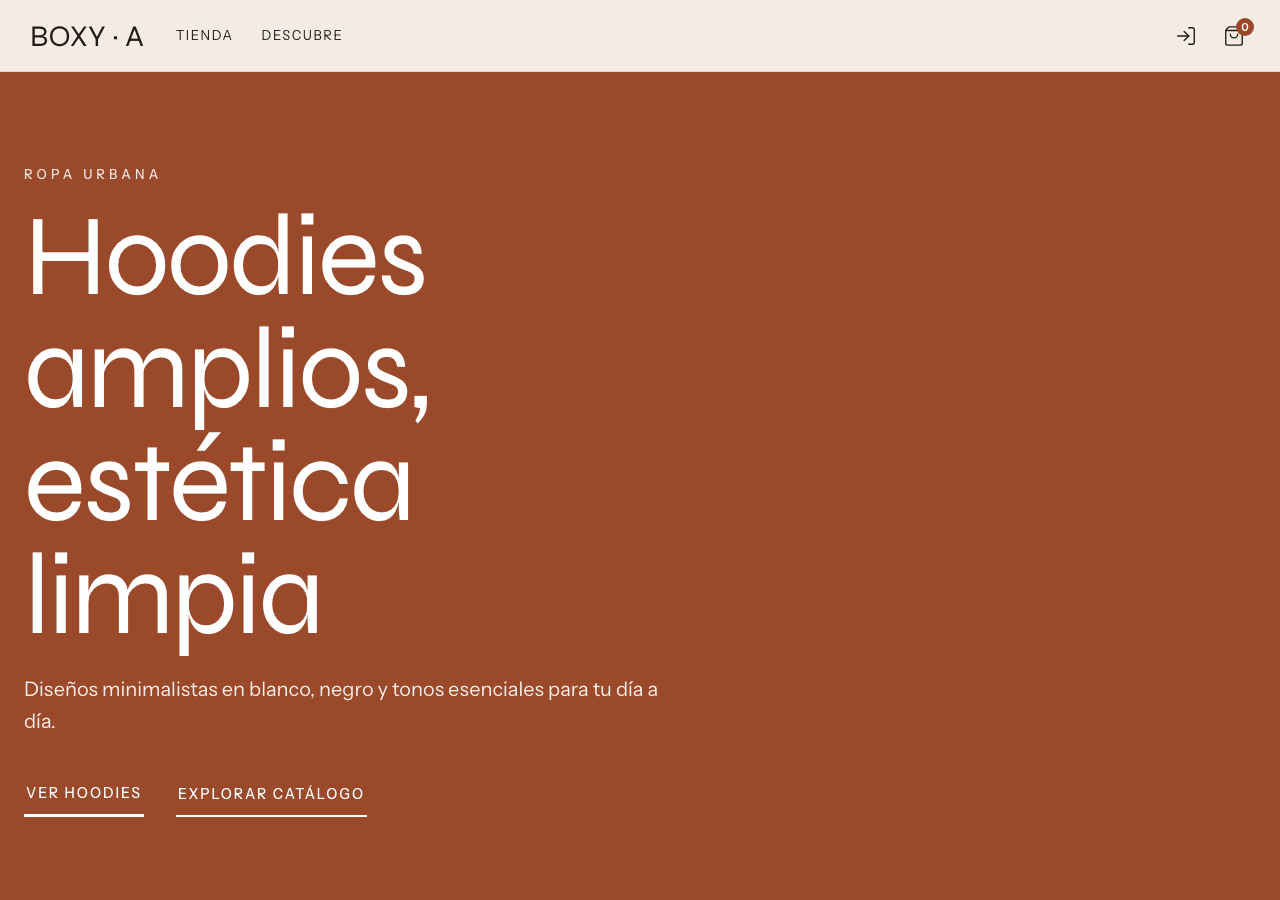 BOXY · A
TIENDA
DESCUBRE
0
ROPA URBANA
Hoodies
amplios,
estética
limpia
Diseños minimalistas en blanco, negro y tonos esenciales para tu día a
día.
VER HOODIES
EXPLORAR CATÁLOGO